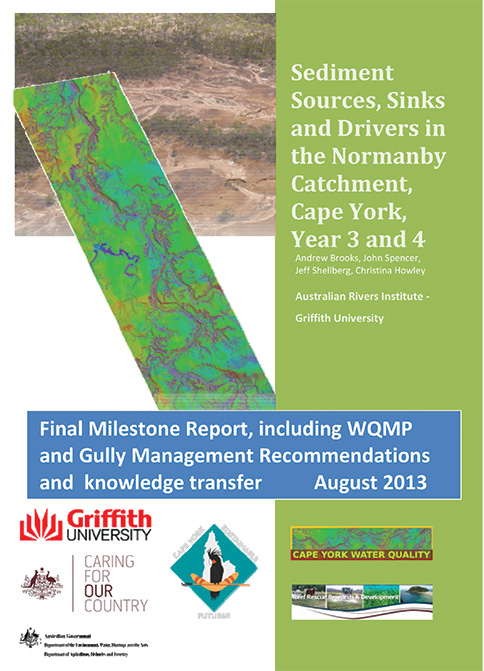 Sediment
Sources, Sinks
and Drivers in
the Normanby
Catchment,
Cape York,
Year 3 and 4
Andrew Brooks, John Spencer,
Jeff Shellberg, Christina Howley
Australian Rivers Institute -
Griffith University
Final Milestone Report, including WQMP
and Gully Management Recommendations
and knowledge transfer August 2013
Griffith
UNIVERSITY
CARING
FOR
OUR
COUNTRY
CAPE YORK
SUSTAINABLE
FUTURES
CAPE YORK WATER QUALITY
Reef Rescue Research & Development
Australian Government
Department of the Environment, Water, Heritage and the Arts
Department of Agriculture, Fisheries and Forestry